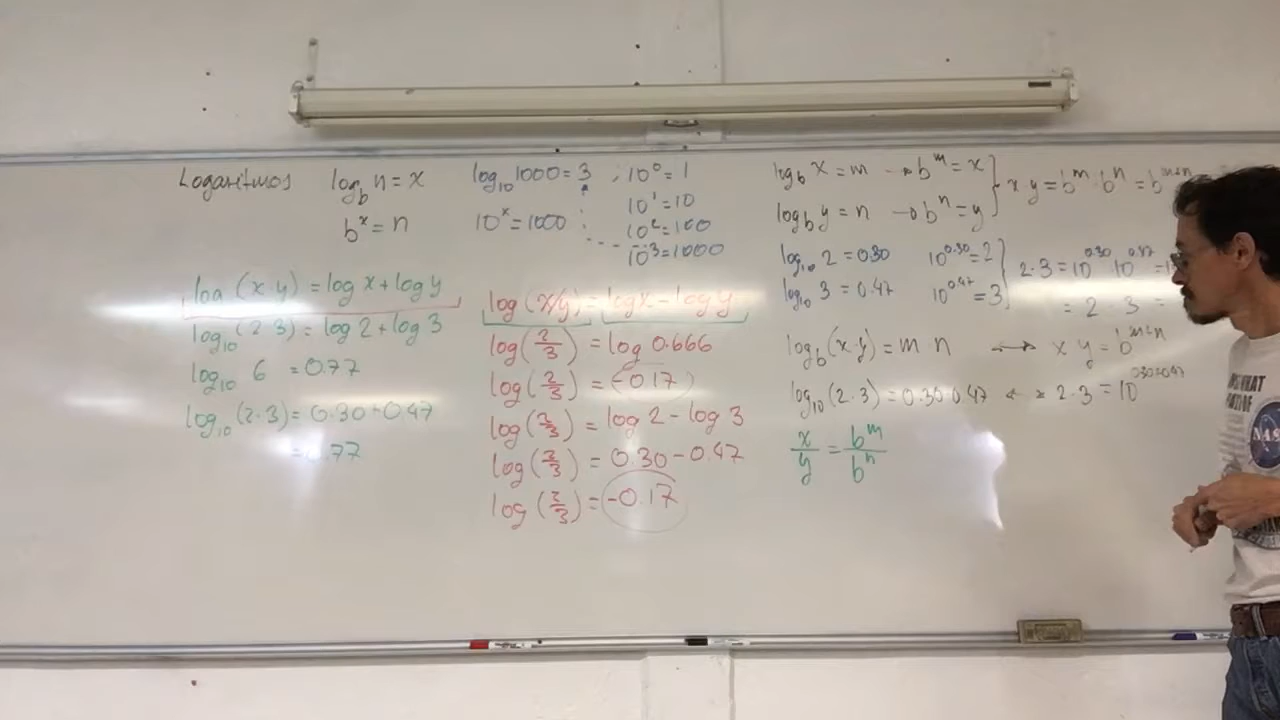 Logaritmos log_b n = x
b^x = n
log_10 1000 = 3 ; 10^0 = 1
10^1 = 10
10^x = 1000 10^2 = 100
10^3 = 1000
log (x·y) = log x + log y
log_10 (2·3) = log 2 + log 3
log_10 6 = 0.77
log_10 (2·3) = 0.30 + 0.47
= 0.77
log (x/y) = log x - log y
log (2/3) = log 0.666
log (2/3) = -0.17
log (2/3) = log 2 - log 3
log (2/3) = 0.30 - 0.47
log (2/3) = -0.17
log_b x = m → b^m = x
x·y = b^m · b^n = b^m+n
log_b y = n → b^n = y
log_10 2 = 0.30 10^0.30 = 2
2·3 = 10^0.30 10^0.47 =
log_10 3 = 0.47 10^0.47 = 3
= 2 · 3 =
log_b (x·y) = m n ↔ x y = b^m+n
log_10 (2·3) = 0.30 0.47 ↔ 2·3 = 10^0.30+0.47
x/y = b^m/b^n
NASA